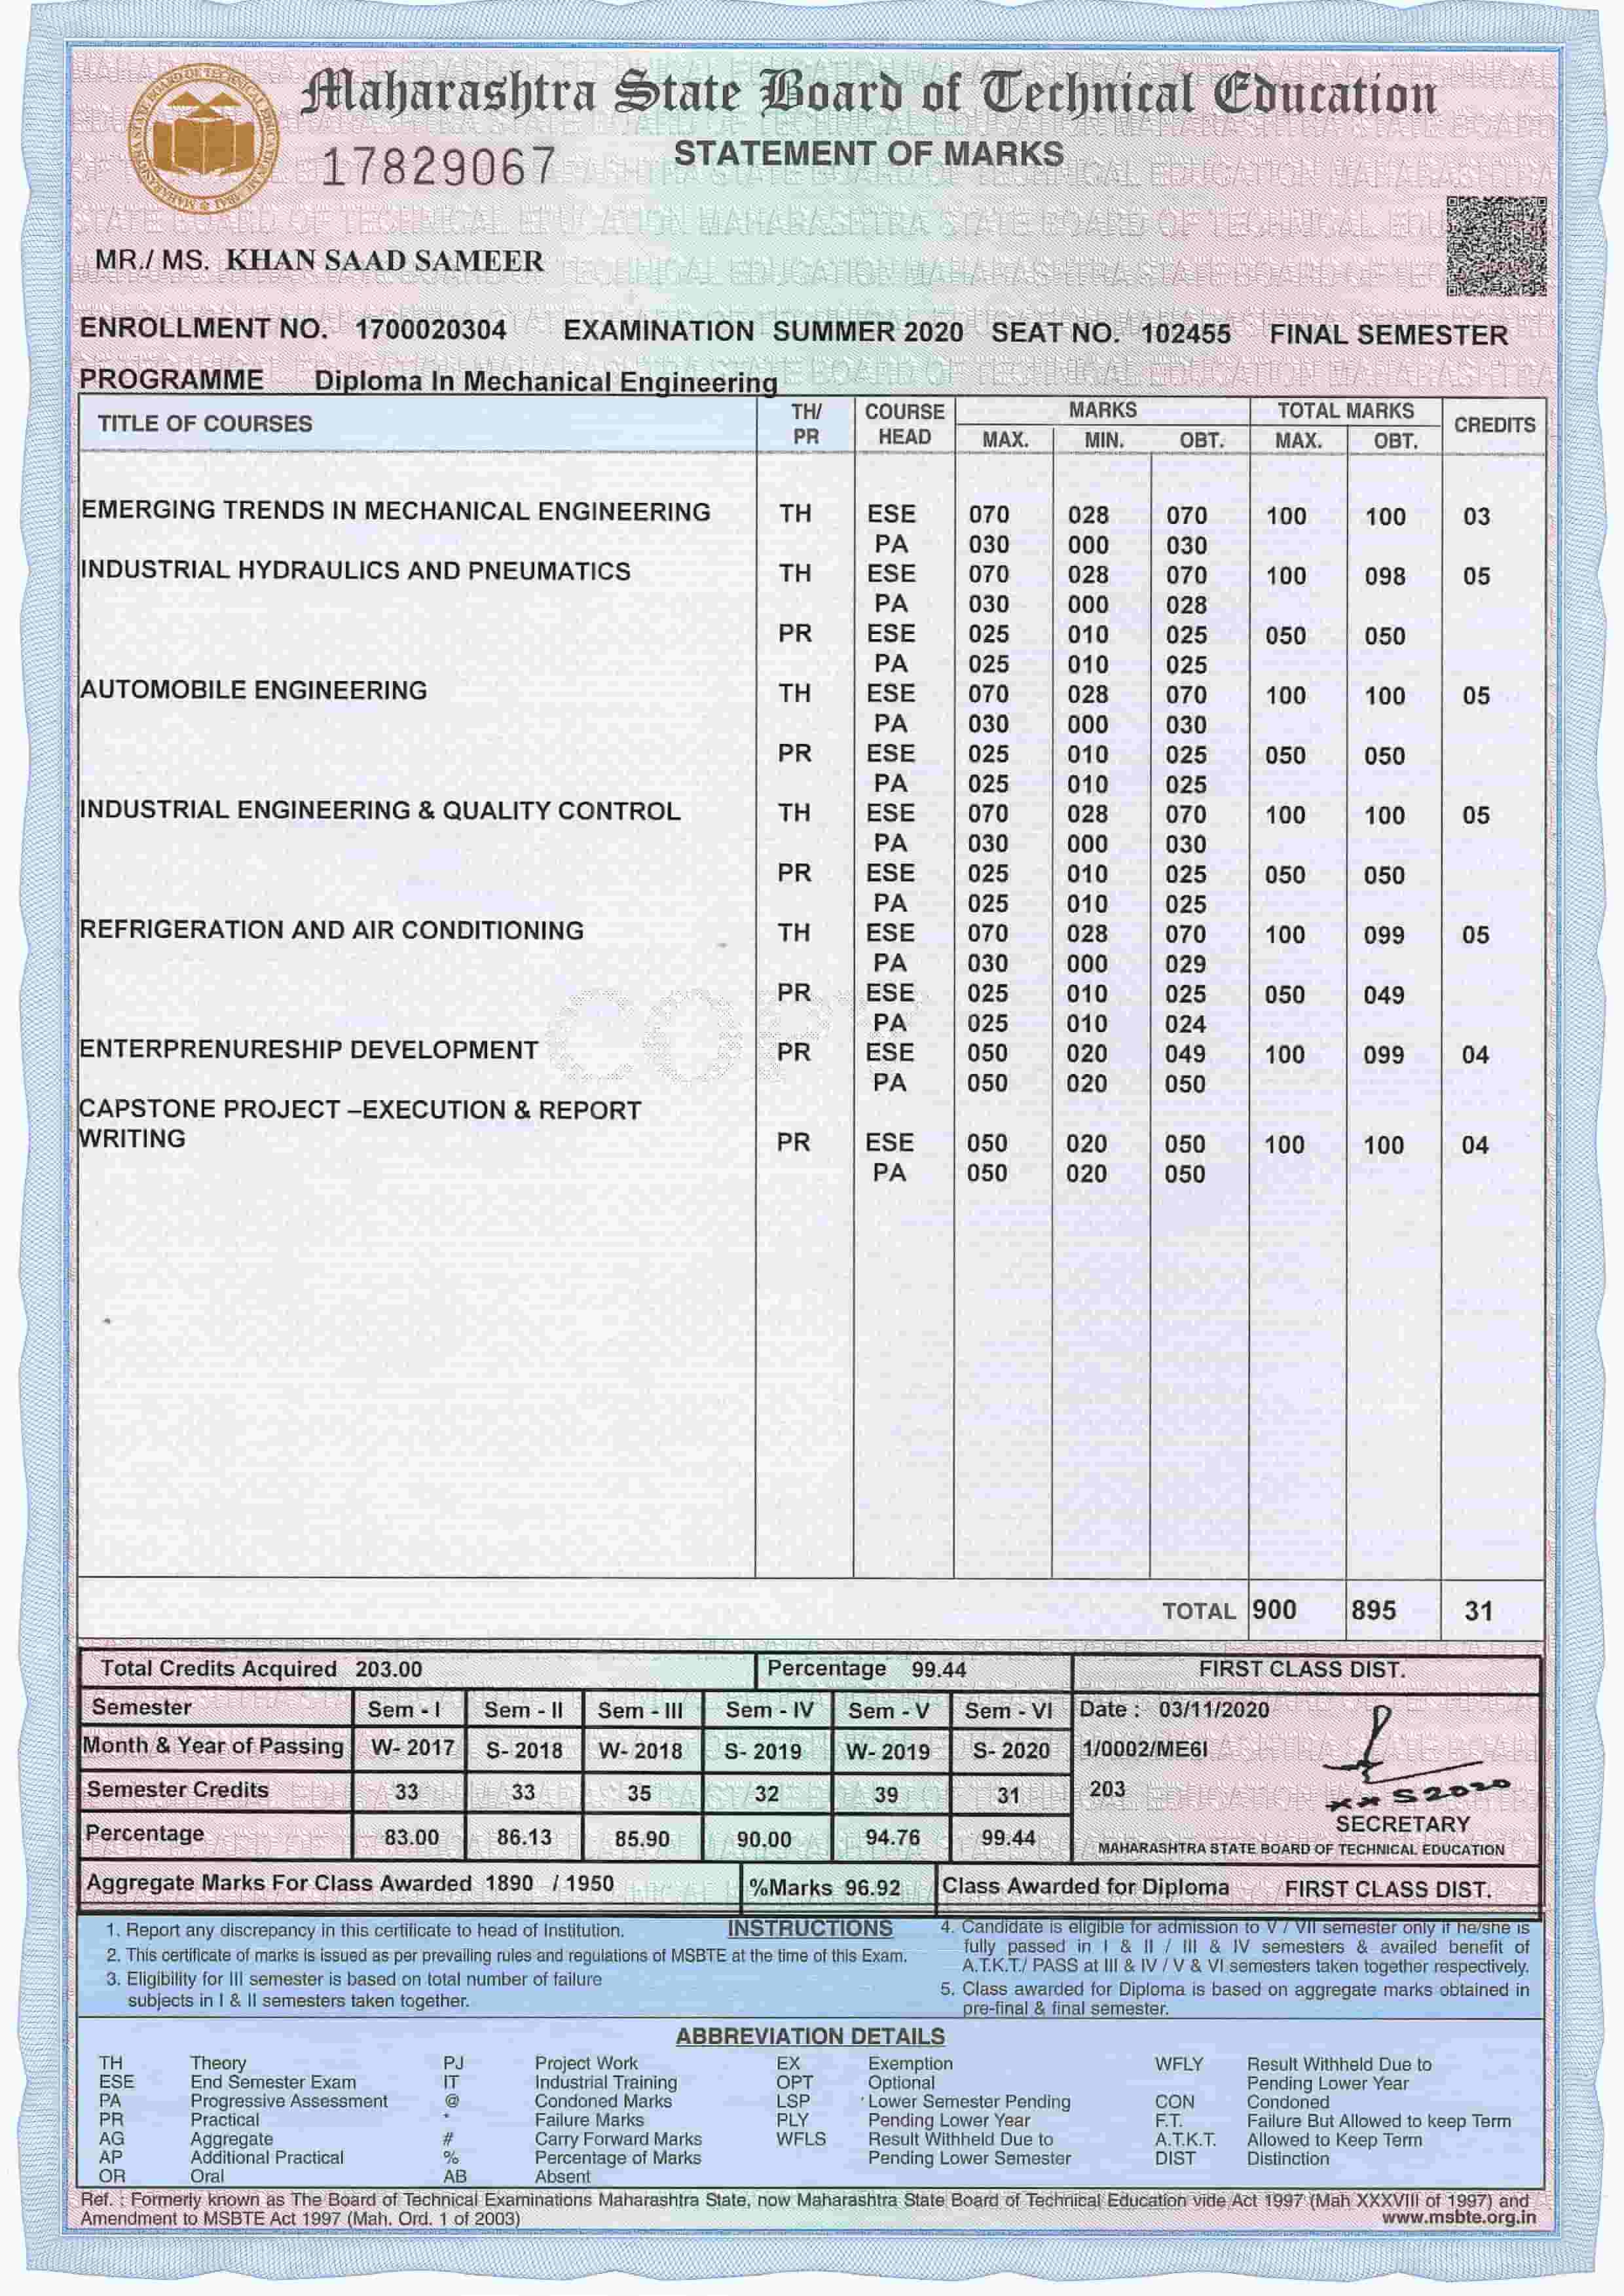 Maharashtra State Board of Technical Education
17829067 STATEMENT OF MARKS
MR./ MS. KHAN SAAD SAMEER
ENROLLMENT NO. 1700020304 EXAMINATION SUMMER 2020 SEAT NO. 102455 FINAL SEMESTER
PROGRAMME Diploma In Mechanical Engineering
TITLE OF COURSES TH/ PR COURSE HEAD MARKS TOTAL MARKS CREDITS
MAX. MIN. OBT. MAX. OBT.
EMERGING TRENDS IN MECHANICAL ENGINEERING TH ESE 070 028 070 100 100 03
PA 030 000 030
INDUSTRIAL HYDRAULICS AND PNEUMATICS TH ESE 070 028 070 100 098 05
PA 030 000 028
PR ESE 025 010 025 050 050
PA 025 010 025
AUTOMOBILE ENGINEERING TH ESE 070 028 070 100 100 05
PA 030 000 030
PR ESE 025 010 025 050 050
PA 025 010 025
INDUSTRIAL ENGINEERING & QUALITY CONTROL TH ESE 070 028 070 100 100 05
PA 030 000 030
PR ESE 025 010 025 050 050
PA 025 010 025
REFRIGERATION AND AIR CONDITIONING TH ESE 070 028 070 100 099 05
PA 030 000 029
PR ESE 025 010 025 050 049
PA 025 010 024
ENTERPRENURESHIP DEVELOPMENT PR ESE 050 020 049 100 099 04
PA 050 020 050
CAPSTONE PROJECT –EXECUTION & REPORT
WRITING PR ESE 050 020 050 100 100 04
PA 050 020 050
COPY
TOTAL 900 895 31
Total Credits Acquired 203.00 Percentage 99.44 FIRST CLASS DIST.
Semester Sem - I Sem - II Sem - III Sem - IV Sem - V Sem - VI Date : 03/11/2020
Month & Year of Passing W- 2017 S- 2018 W- 2018 S- 2019 W- 2019 S- 2020 1/0002/ME6I
Semester Credits 33 33 35 32 39 31 203
S2020
SECRETARY
Percentage 83.00 86.13 85.90 90.00 94.76 99.44 MAHARASHTRA STATE BOARD OF TECHNICAL EDUCATION
Aggregate Marks For Class Awarded 1890 / 1950 %Marks 96.92 Class Awarded for Diploma FIRST CLASS DIST.
INSTRUCTIONS
1. Report any discrepancy in this certificate to head of Institution.
2. This certificate of marks is issued as per prevailing rules and regulations of MSBTE at the time of this Exam.
3. Eligibility for III semester is based on total number of failure
subjects in I & II semesters taken together.
4. Candidate is eligible for admission to V / VII semester only if he/she is
fully passed in I & II / III & IV semesters & availed benefit of
A.T.K.T./ PASS at III & IV / V & VI semesters taken together respectively.
5. Class awarded for Diploma is based on aggregate marks obtained in
pre-final & final semester.
ABBREVIATION DETAILS
TH Theory PJ Project Work EX Exemption WFLY Result Withheld Due to
ESE End Semester Exam IT Industrial Training OPT Optional Pending Lower Year
PA Progressive Assessment @ Condoned Marks LSP Lower Semester Pending CON Condoned
PR Practical * Failure Marks PLY Pending Lower Year F.T. Failure But Allowed to keep Term
AG Aggregate # Carry Forward Marks WFLS Result Withheld Due to A.T.K.T. Allowed to Keep Term
AP Additional Practical % Percentage of Marks Pending Lower Semester DIST Distinction
OR Oral AB Absent
Ref. : Formerly known as The Board of Technical Examinations Maharashtra State, now Maharashtra State Board of Technical Education vide Act 1997 (Mah XXXVIII of 1997) and
Amendment to MSBTE Act 1997 (Mah. Ord. 1 of 2003) www.msbte.org.in